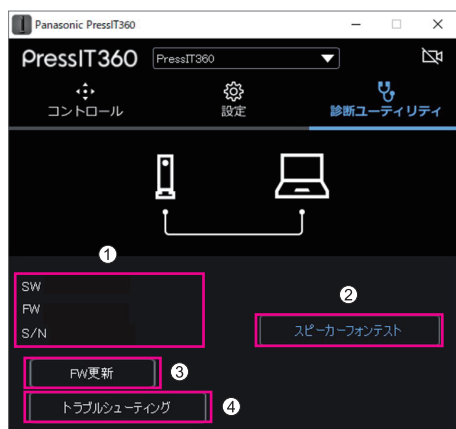 Panasonic PressIT360
PressIT360 PressIT360
コントロール 設定 診断ユーティリティ
①
SW
FW
S/N
②
スピーカーフォンテスト
FW更新 ③
トラブルシューティング ④